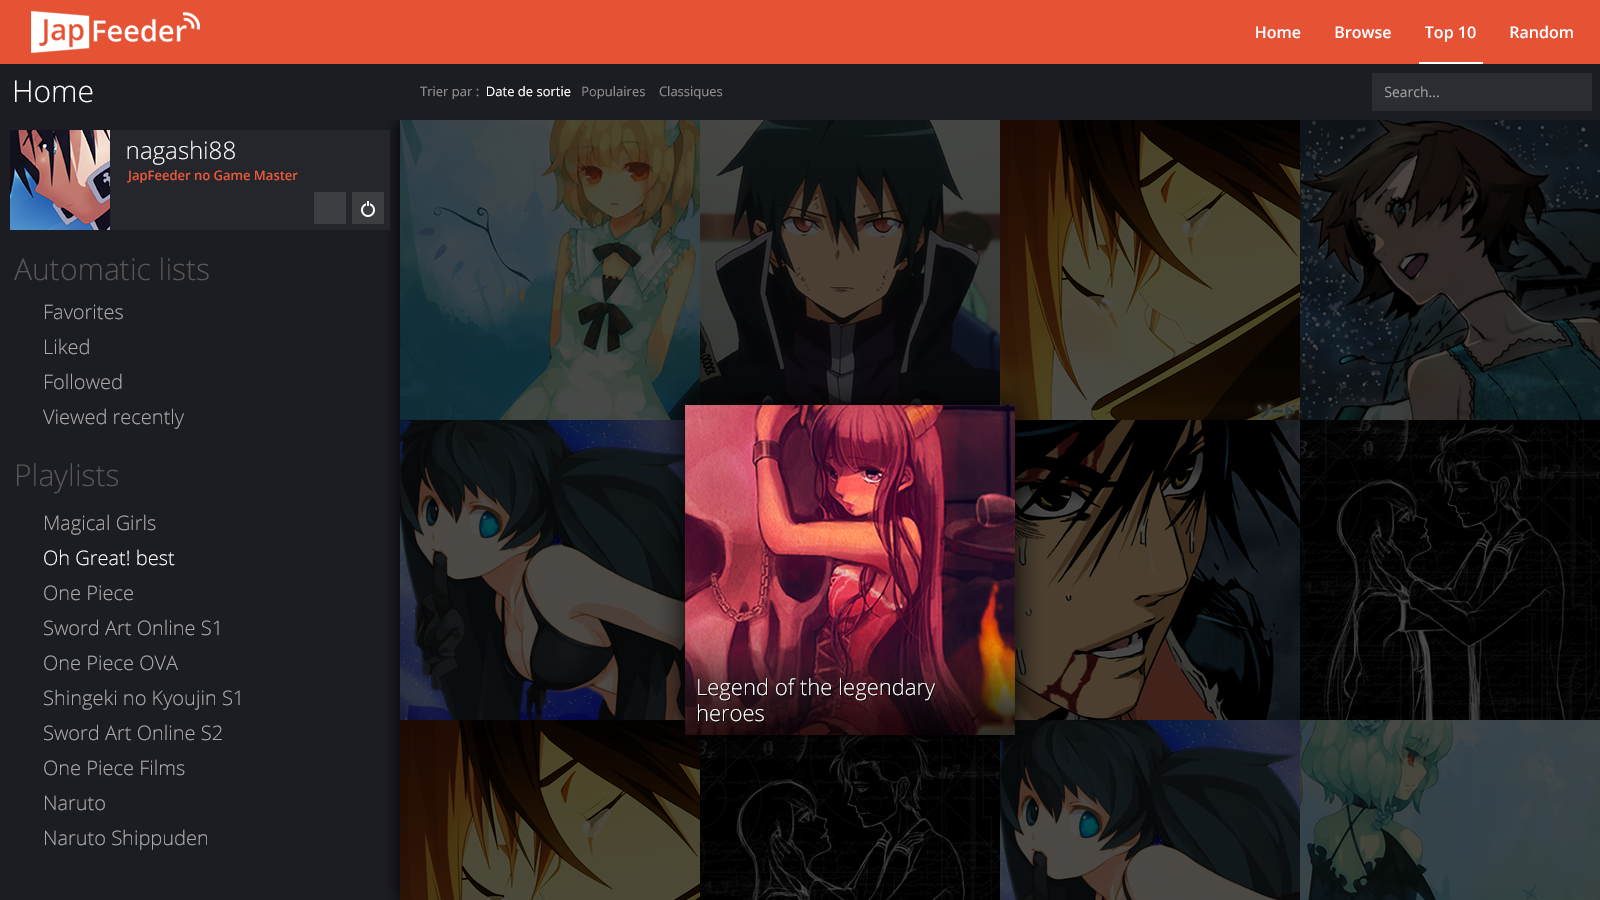 JapFeeder
Home Browse Top 10 Random
Home
Trier par : Date de sortie Populaires Classiques
Search...
nagashi88
JapFeeder no Game Master
Automatic lists
Favorites
Liked
Followed
Viewed recently
Playlists
Magical Girls
Oh Great! best
One Piece
Sword Art Online S1
One Piece OVA
Shingeki no Kyoujin S1
Sword Art Online S2
One Piece Films
Naruto
Naruto Shippuden
Legend of the legendary
heroes